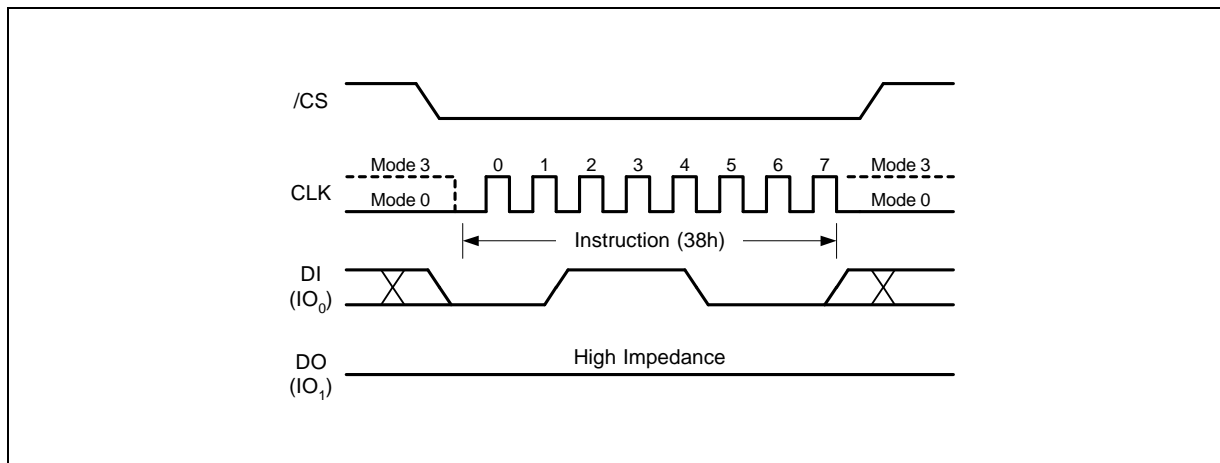 /CS
Mode 3 0 1 2 3 4 5 6 7 Mode 3
CLK
Mode 0 Mode 0
Instruction (38h)
DI
(IO0)
High Impedance
DO
(IO1)